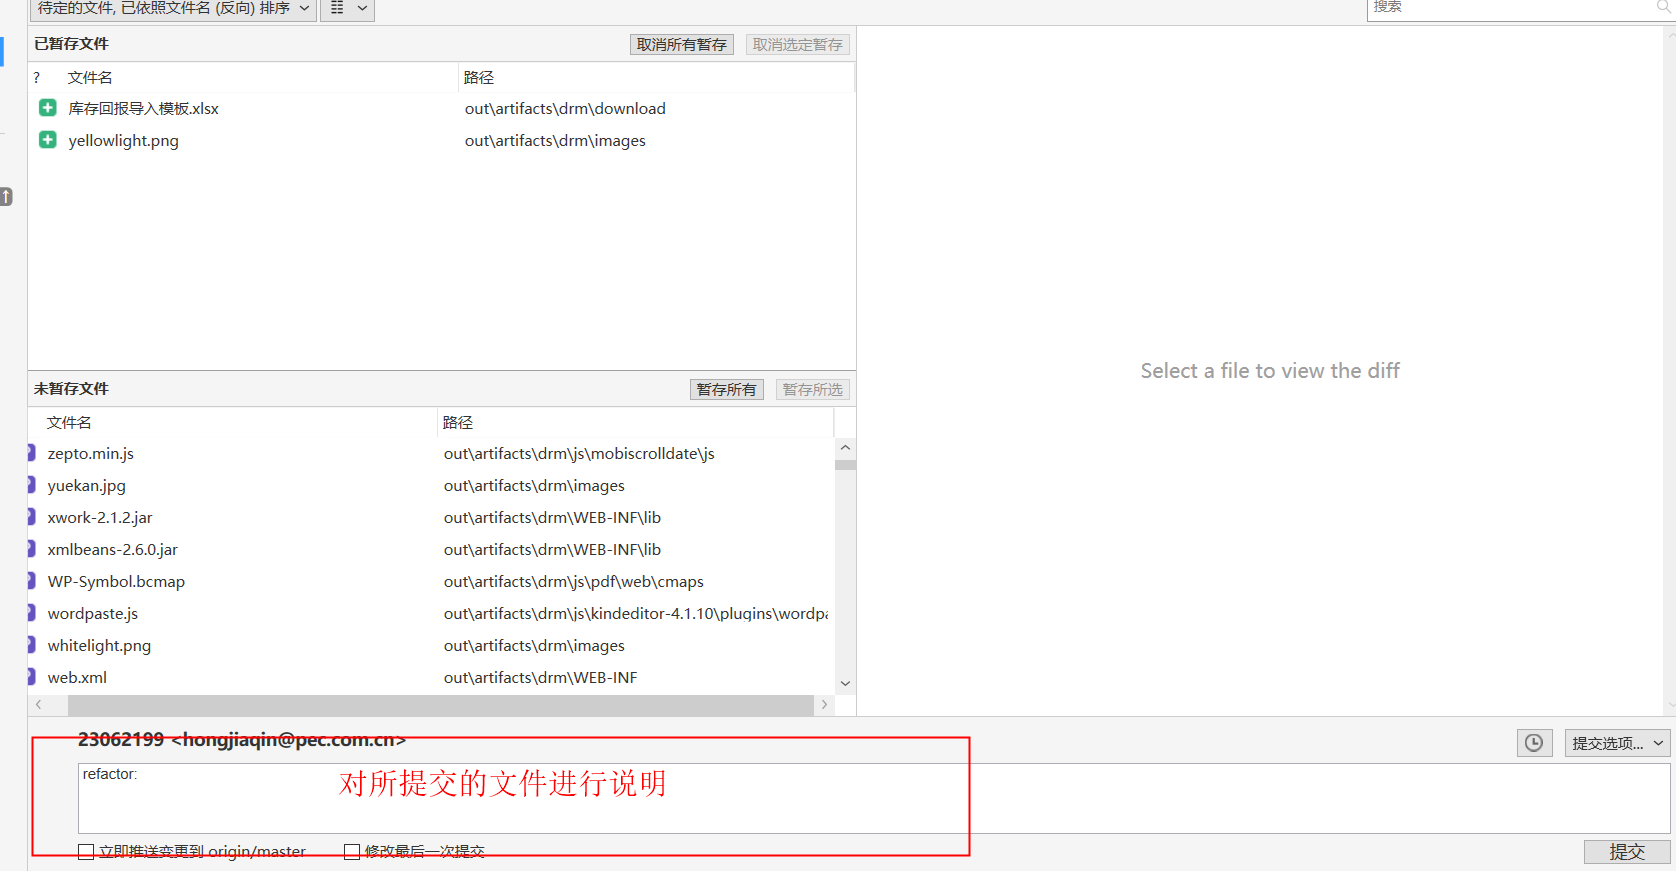 待定的文件, 已依照文件名 (反向) 排序
搜索
已暂存文件
取消所有暂存
取消选定暂存
? 文件名 路径
库存回报导入模板.xlsx out\artifacts\drm\download
yellowlight.png out\artifacts\drm\images
Select a file to view the diff
未暂存文件
暂存所有
暂存所选
文件名 路径
zepto.min.js out\artifacts\drm\js\mobiscrolldate\js
yuekan.jpg out\artifacts\drm\images
xwork-2.1.2.jar out\artifacts\drm\WEB-INF\lib
xmlbeans-2.6.0.jar out\artifacts\drm\WEB-INF\lib
WP-Symbol.bcmap out\artifacts\drm\js\pdf\web\cmaps
wordpaste.js out\artifacts\drm\js\kindeditor-4.1.10\plugins\wordpa
whitelight.png out\artifacts\drm\images
web.xml out\artifacts\drm\WEB-INF
23062199 <hongjiaqin@pec.com.cn>
提交选项...
refactor:
对所提交的文件进行说明
立即推送变更到 origin/master
修改最后一次提交
提交